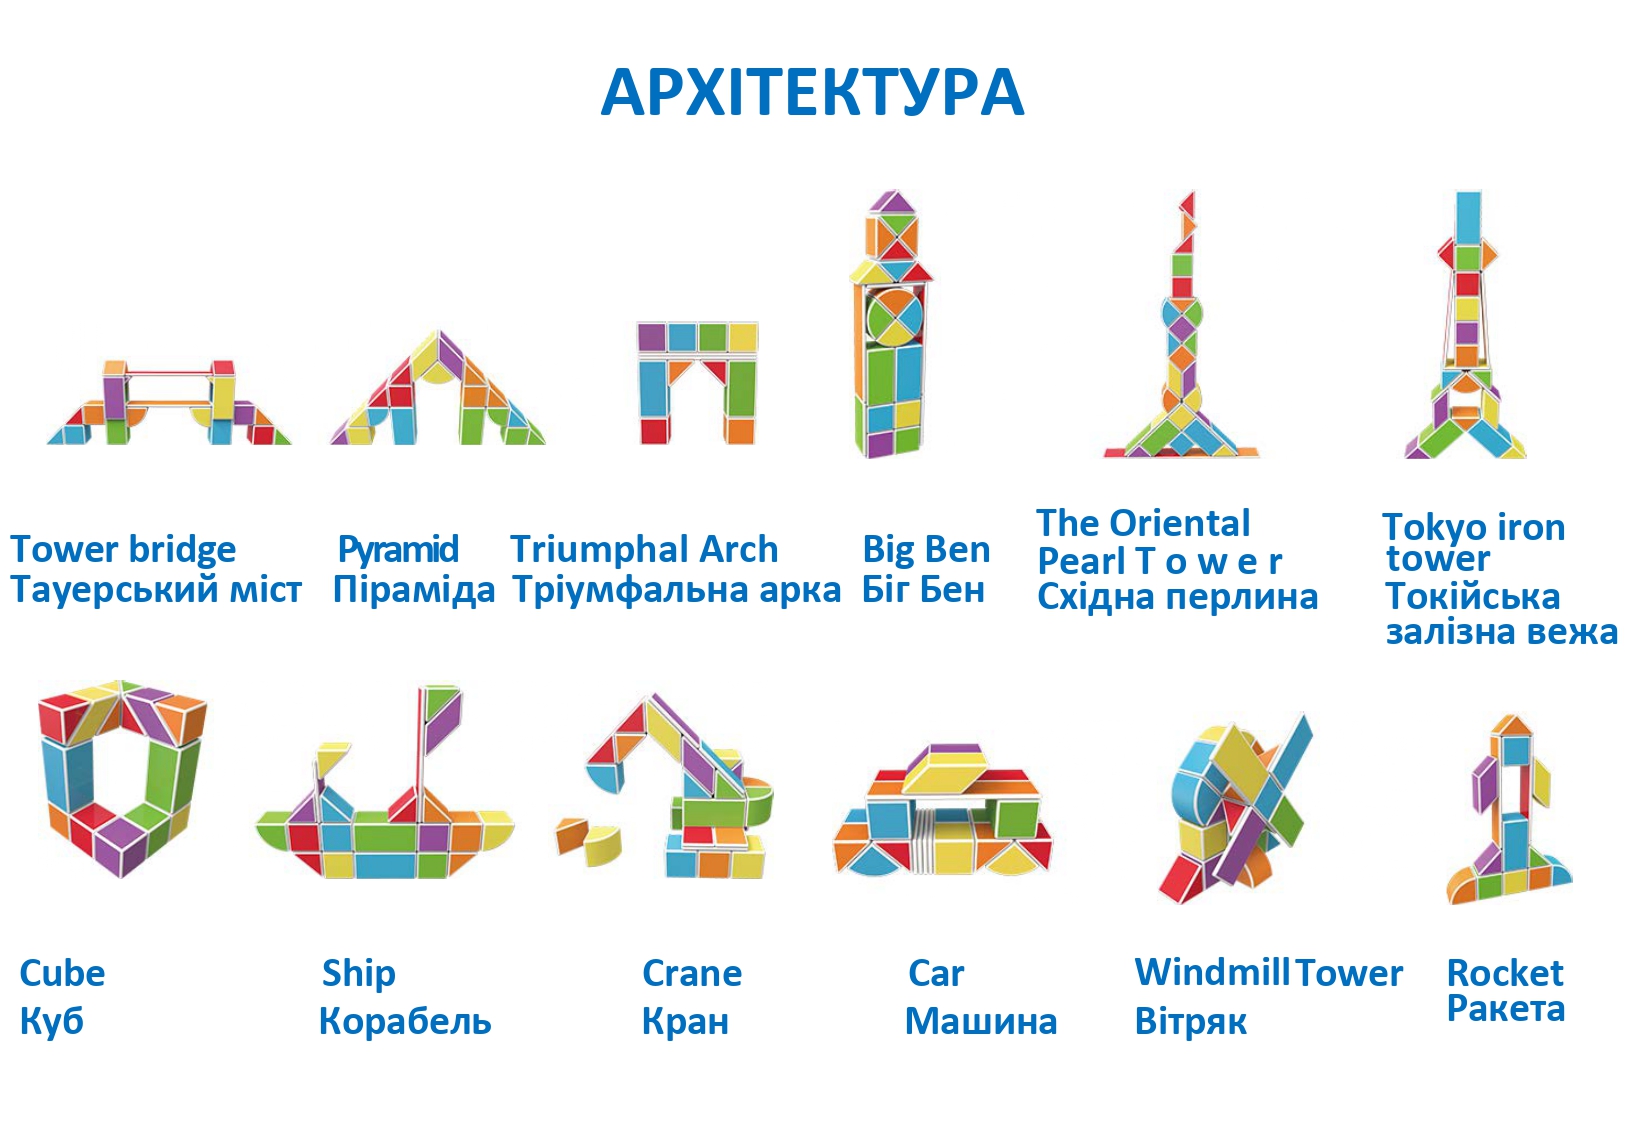 АРХІТЕКТУРА
Tower bridge
Тауерський міст
Pyramid
Піраміда
Triumphal Arch
Тріумфальна арка
Big Ben
Біг Бен
The Oriental
Pearl T o w e r
Східна перлина
Tokyo iron
tower
Токійська
залізна вежа
Cube
Куб
Ship
Корабель
Crane
Кран
Car
Машина
Windmill Tower
Вітряк
Rocket
Ракета